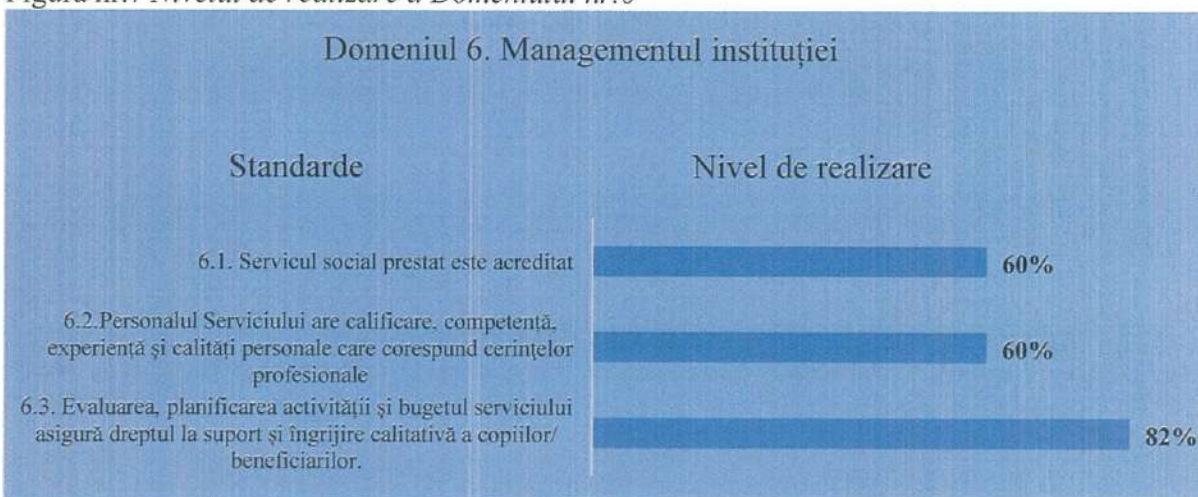 Domeniul 6. Managementul instituției
Standarde
Nivel de realizare
6.1. Servicul social prestat este acreditat
60%
6.2.Personalul Serviciului are calificare, competență,
experiență și calități personale care corespund cerințelor
profesionale
60%
6.3. Evaluarea, planificarea activității și bugetul serviciului
asigură dreptul la suport și îngrijire calitativă a copiilor/
beneficiarilor.
82%